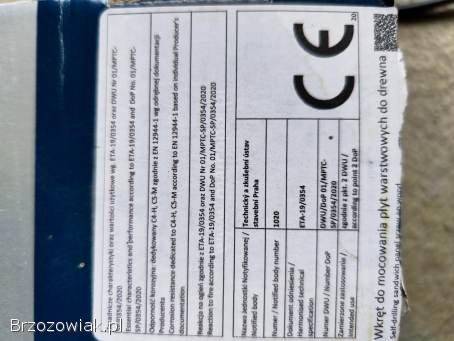 Wkręt do mocowania płyt warstwowych do drewna
Self-drilling sandwich panel
CE
20
Nazwa Jednostki Notyfikowanej /
Notified body
Technický a zkušební ústav
stavební Praha
Numer / Notified body number
1020
Dokument odniesienia /
Harmonised technical
specification
ETA-19/0354
Numer DWU / Number DoP
DWU/DoP 01/MPTC-
SP/0354/2020
Zamierzone zastosowanie /
Intended use
zgodnie z pkt. 2 DWU /
according to point 2 DoP
Reakcja na ogień zgodnie z ETA-19/0354 oraz DWU Nr 01/MPTC-SP/0354/2020
Reaction to fire according to ETA-19/0354 and DoP No. 01/MPTC-SP/0354/2020
Odporność korozyjna: dedykowany C4-H, C5-M zgodnie z EN 12944-1 wg odrębnej dokumentacji
Producenta
Corrosion resistance dedicated to C4-H, C5-M according to EN 12944-1 based on individual Producer's
documentation
charakterystyki oraz wartości użytkowe wg. ETA-19/0354 oraz DWU Nr 01/MPTC-
SP/0354/2020
Essential characteristics and performance according to ETA-19/0354 and DoP No. 01/MPTC-
SP/0354/2020
Brzozowiak.pl